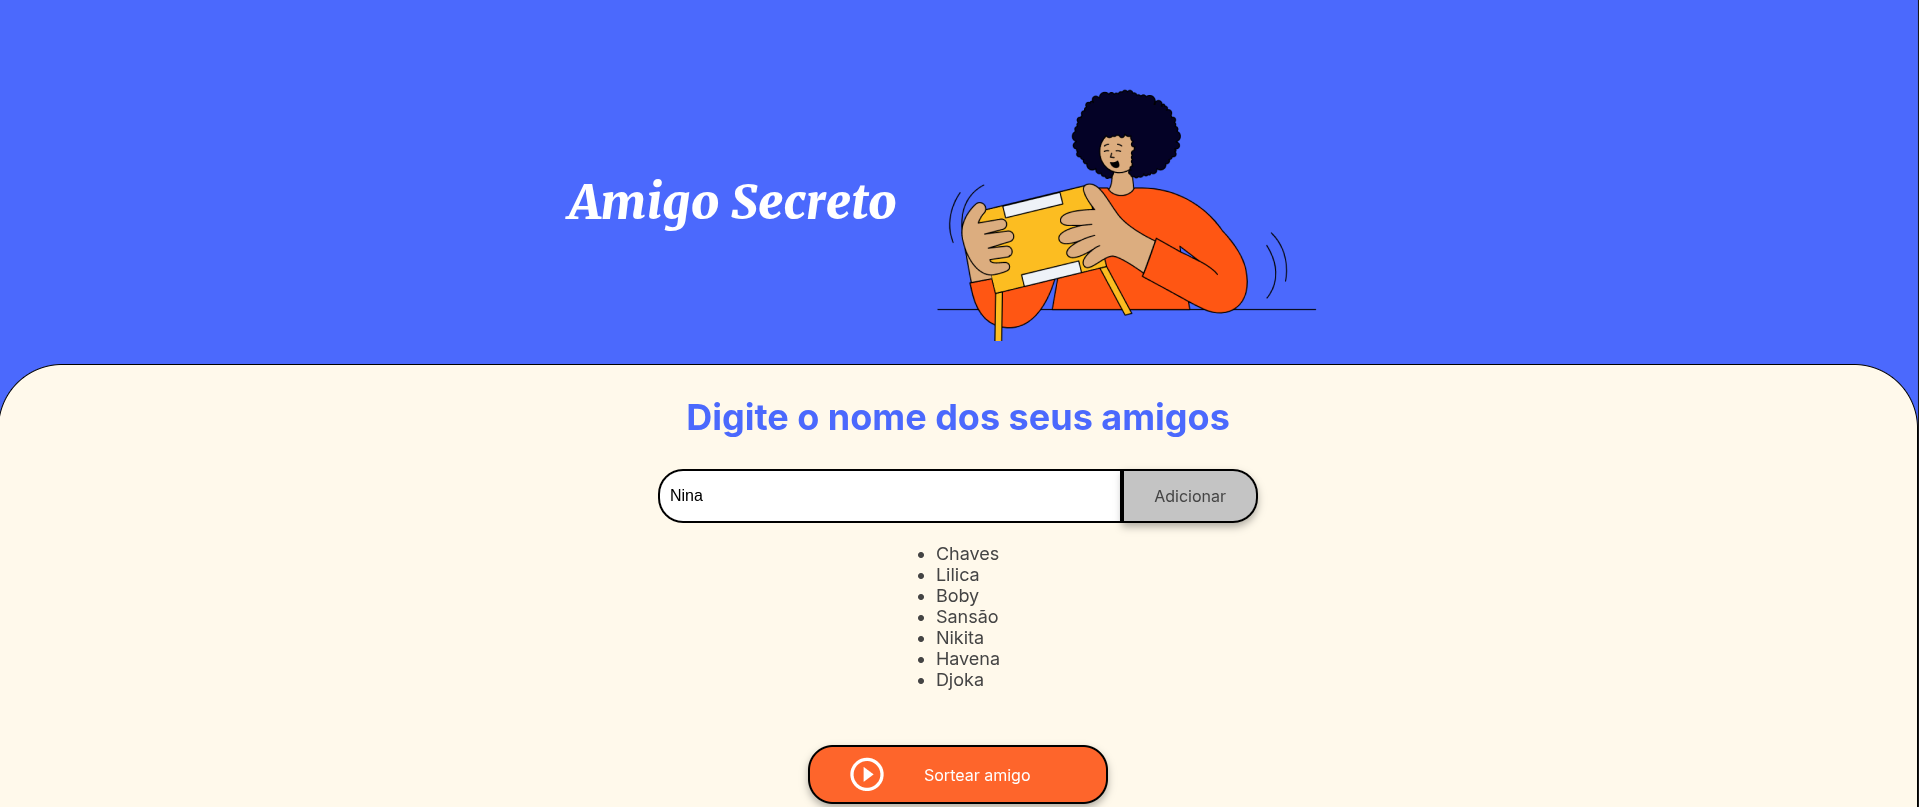 Amigo Secreto
Digite o nome dos seus amigos
Nina
Adicionar
Chaves
Lilica
Boby
Sansão
Nikita
Havena
Djoka
Sortear amigo